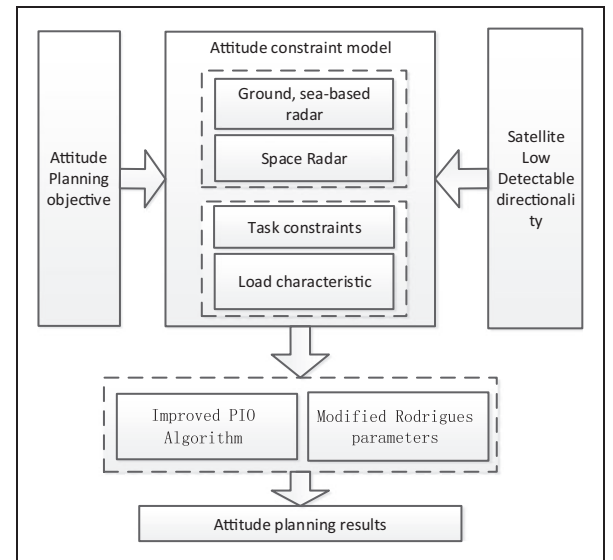 Attitude
Planning
objective
Attitude constraint model
Ground, sea-based
radar
Space Radar
Task constraints
Load characteristic
Satellite
Low
Detectable
directionali
ty
Improved PIO
Algorithm
Modified Rodrigues
parameters
Attitude planning results